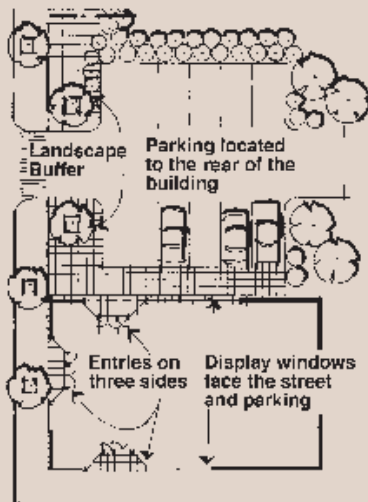 Landscape
Buffer
Parking located
to the rear of the
building
Entries on
three sides
Display windows
face the street
and parking